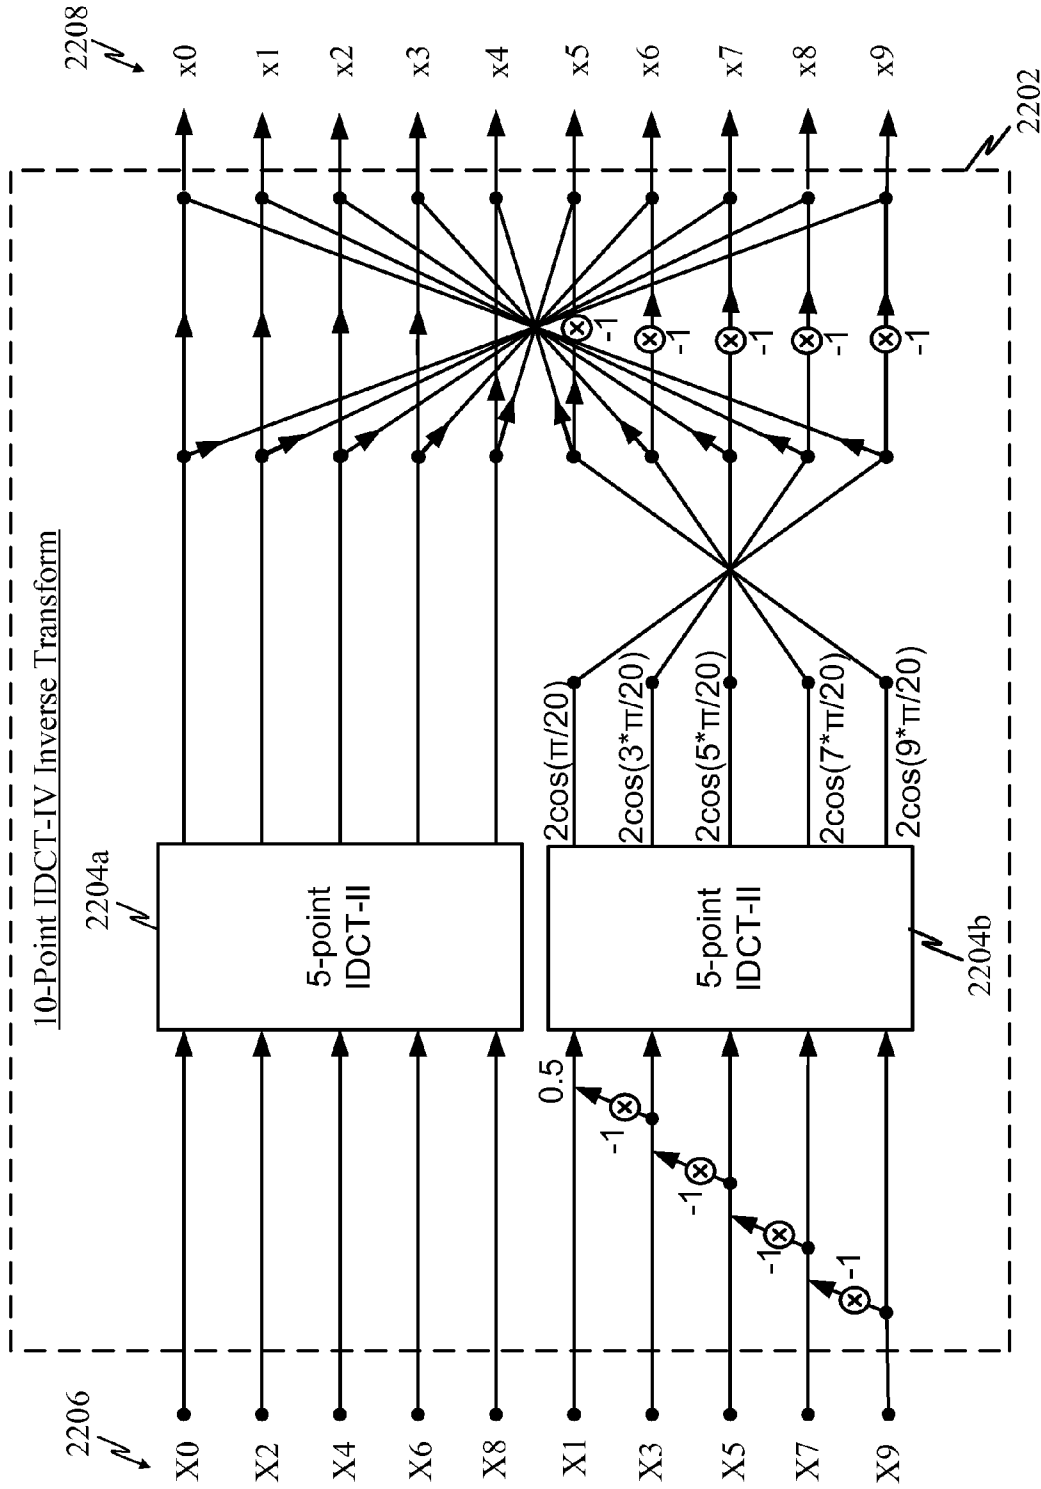 10-Point IDCT-IV Inverse Transform
2206
2208
2202
2204a
2204b
X0
X2
X4
X6
X8
X1
X3
X5
X7
X9
-1
-1
-1
-1
0.5
5-point
IDCT-II
5-point
IDCT-II
2cos(π/20)
2cos(3*π/20)
2cos(5*π/20)
2cos(7*π/20)
2cos(9*π/20)
-1
-1
-1
-1
-1
x0
x1
x2
x3
x4
x5
x6
x7
x8
x9